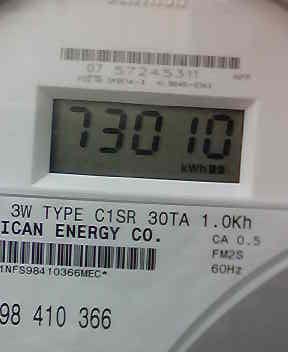 07 57245311
73010
kWh
3W TYPE C1SR 30TA 1.0Kh
ICAN ENERGY CO.
CA 0.5
FM2S
60Hz
1NFS98410366MEC*
98 410 366